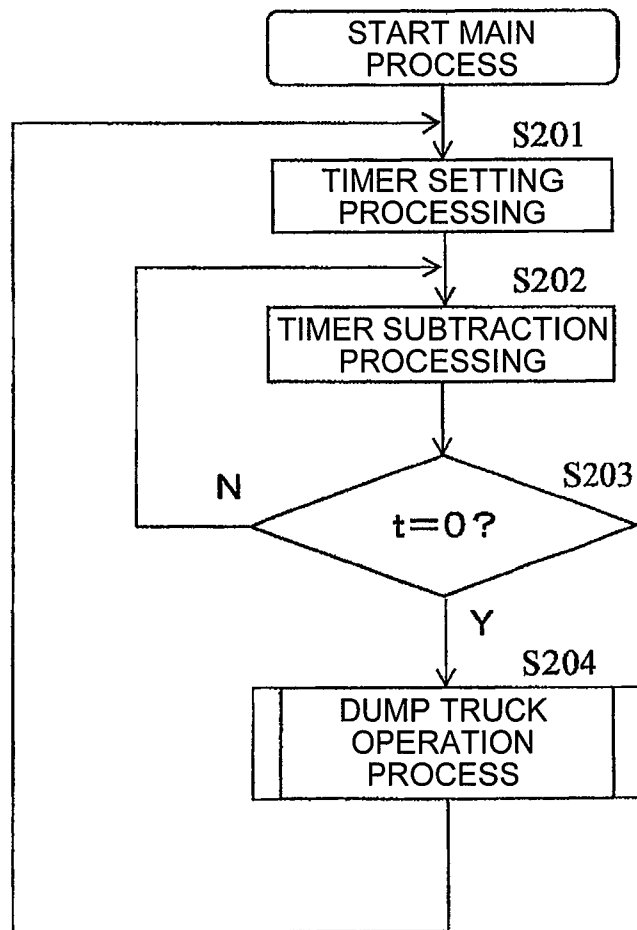 START MAIN
PROCESS
S201
TIMER SETTING
PROCESSING
S202
TIMER SUBTRACTION
PROCESSING
S203
N
t=0?
Y
S204
DUMP TRUCK
OPERATION
PROCESS